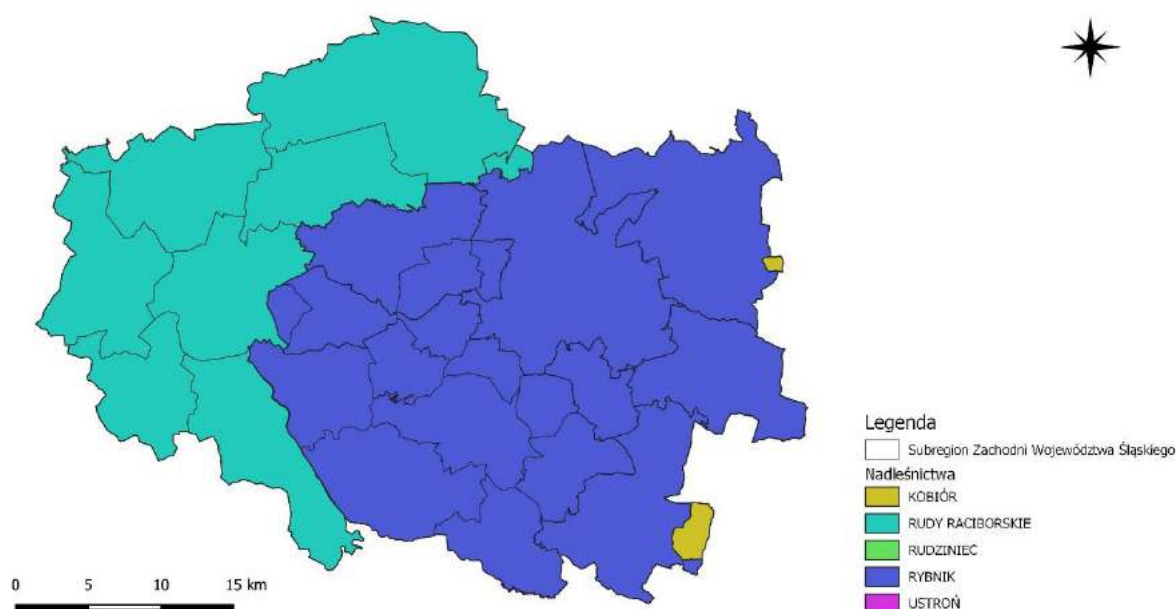 Legenda
Subregion Zachodni Województwa Śląskiego
Nadleśnictwa
KOBIÓR
RUDY RACIBORSKIE
RUDZINIEC
RYBNIK
USTROŃ
0 5 10 15 km